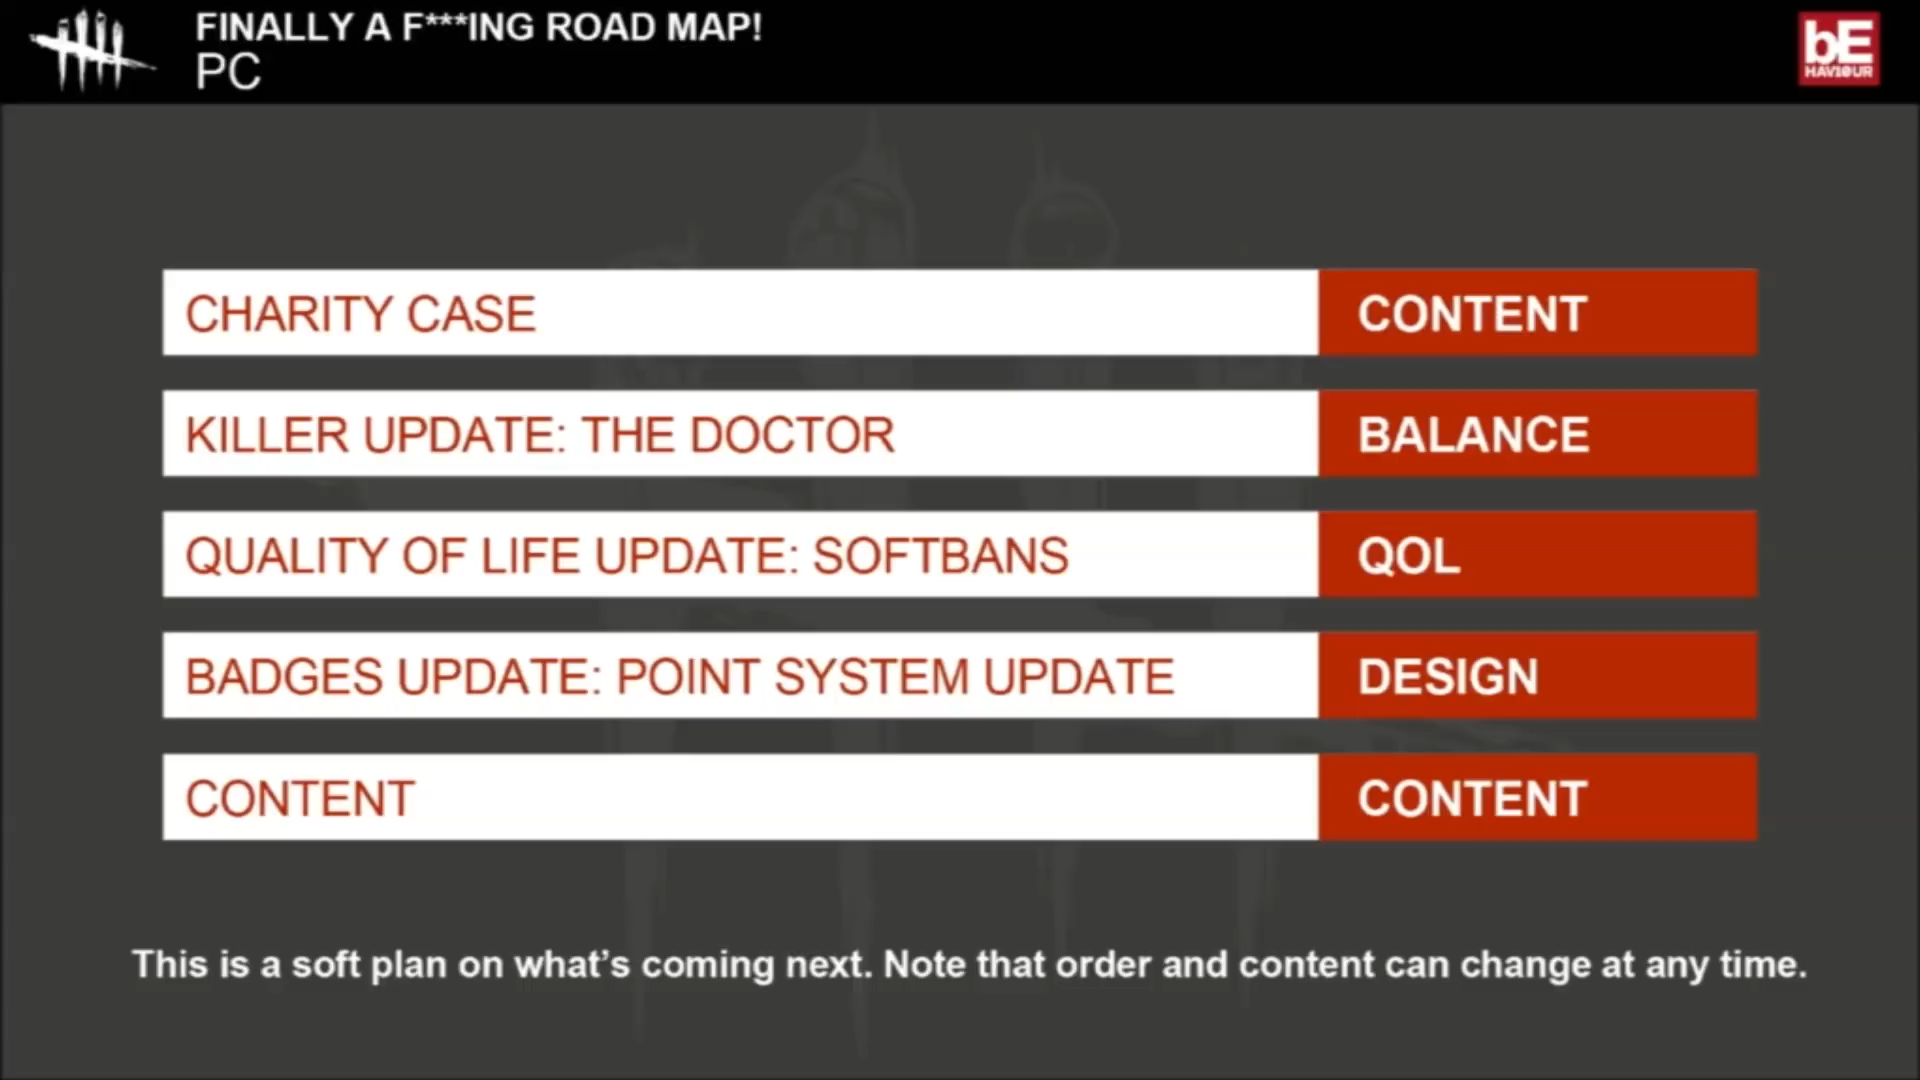 FINALLY A F***ING ROAD MAP!
PC
bE
HAVIOUR
CHARITY CASE CONTENT
KILLER UPDATE: THE DOCTOR BALANCE
QUALITY OF LIFE UPDATE: SOFTBANS QOL
BADGES UPDATE: POINT SYSTEM UPDATE DESIGN
CONTENT CONTENT
This is a soft plan on what’s coming next. Note that order and content can change at any time.